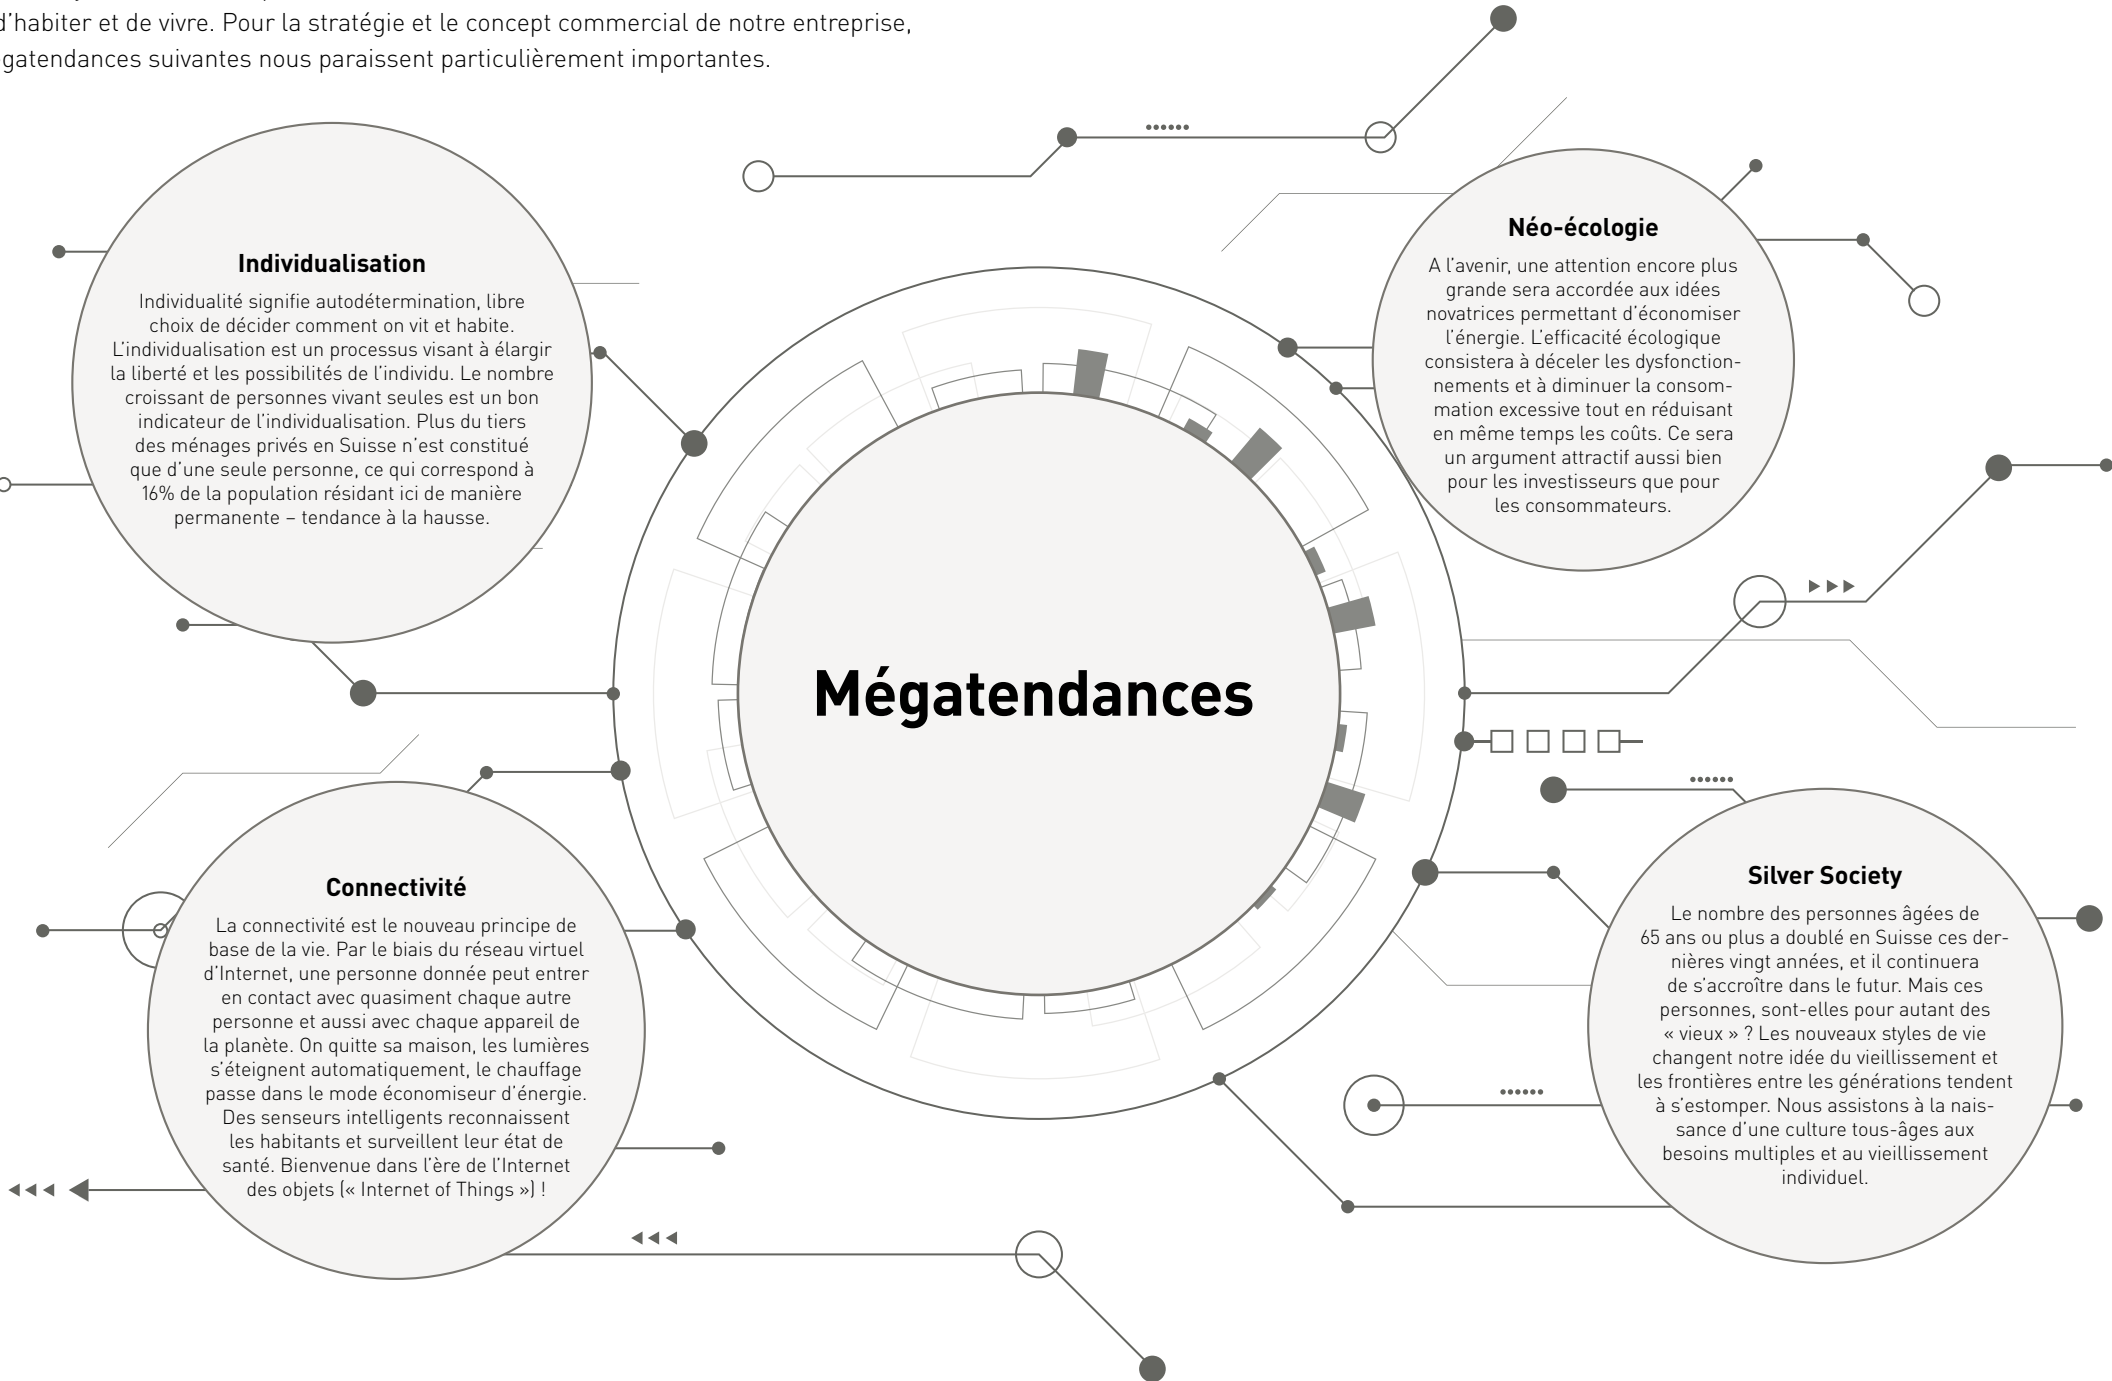 d'habiter et de vivre. Pour la stratégie et le concept commercial de notre entreprise,
gatendances suivantes nous paraissent particulièrement importantes.
Individualisation
Individualité signifie autodétermination, libre
choix de décider comment on vit et habite.
L'individualisation est un processus visant à élargir
la liberté et les possibilités de l'individu. Le nombre
croissant de personnes vivant seules est un bon
indicateur de l'individualisation. Plus du tiers
des ménages privés en Suisse n'est constitué
que d'une seule personne, ce qui correspond à
16% de la population résidant ici de manière
permanente – tendance à la hausse.
Néo-écologie
A l'avenir, une attention encore plus
grande sera accordée aux idées
novatrices permettant d'économiser
l'énergie. L'efficacité écologique
consistera à déceler les dysfonction-
nements et à diminuer la consom-
mation excessive tout en réduisant
en même temps les coûts. Ce sera
un argument attractif aussi bien
pour les investisseurs que pour
les consommateurs.
Mégatendances
Connectivité
La connectivité est le nouveau principe de
base de la vie. Par le biais du réseau virtuel
d'Internet, une personne donnée peut entrer
en contact avec quasiment chaque autre
personne et aussi avec chaque appareil de
la planète. On quitte sa maison, les lumières
s'éteignent automatiquement, le chauffage
passe dans le mode économiseur d'énergie.
Des senseurs intelligents reconnaissent
les habitants et surveillent leur état de
santé. Bienvenue dans l'ère de l'Internet
des objets (« Internet of Things ») !
Silver Society
Le nombre des personnes âgées de
65 ans ou plus a doublé en Suisse ces der-
nières vingt années, et il continuera
de s'accroître dans le futur. Mais ces
personnes, sont-elles pour autant des
« vieux » ? Les nouveaux styles de vie
changent notre idée du vieillissement et
les frontières entre les générations tendent
à s'estomper. Nous assistons à la nais-
sance d'une culture tous-âges aux
besoins multiples et au vieillissement
individuel.